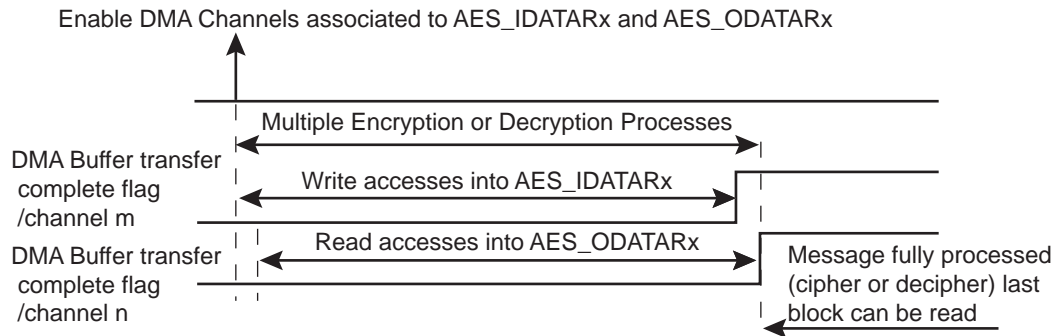 Enable DMA Channels associated to AES_IDATARx and AES_ODATARx
Multiple Encryption or Decryption Processes
DMA Buffer transfer
complete flag
/channel m
Write accesses into AES_IDATARx
DMA Buffer transfer
complete flag
/channel n
Read accesses into AES_ODATARx
Message fully processed
(cipher or decipher) last
block can be read